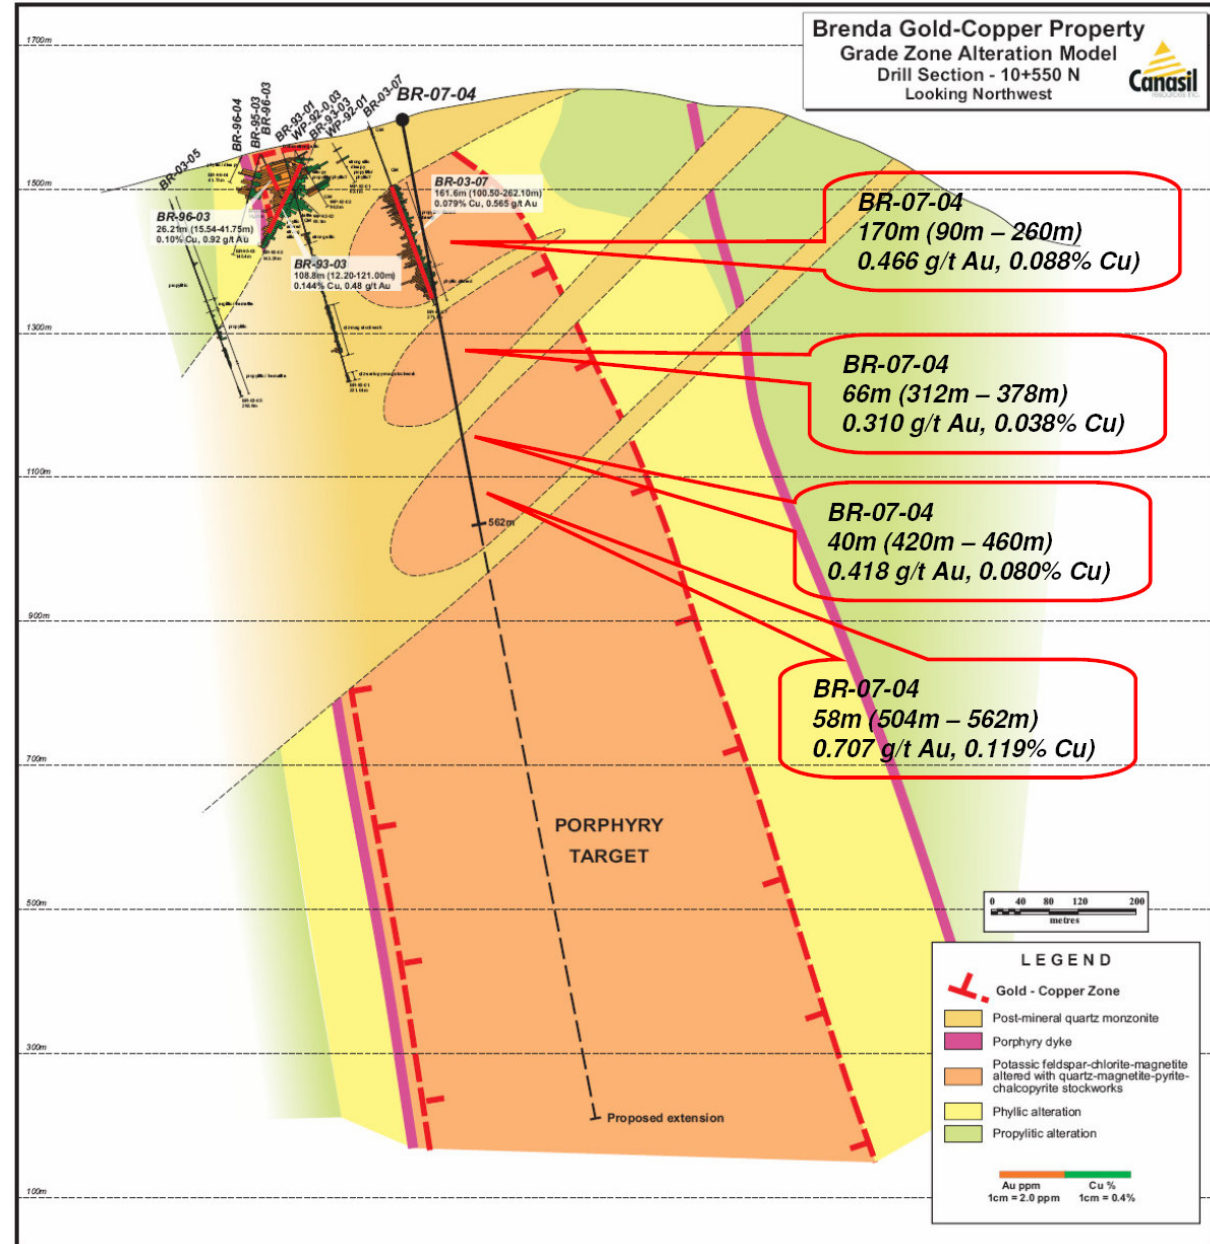 Brenda Gold-Copper Property
Grade Zone Alteration Model
Drill Section - 10+550 N
Looking Northwest
Canasil
1700m
1500m
1300m
1100m
900m
700m
500m
300m
100m
BR-03-05
BR-96-04
BR-95-03
BR-96-03
BR-93-01
WP-92-0,03
BR-93-03
WP-92-01
BR-03-07
BR-07-04
BR-96-03
26.21m (15.54-41.75m)
0.10% Cu, 0.92 g/t Au
BR-93-03
108.8m (12.20-121.00m)
0.144% Cu, 0.48 g/t Au
BR-03-07
161.6m (100.50-262.10m)
0.079% Cu, 0.565 g/t Au
BR-07-04
170m (90m – 260m)
0.466 g/t Au, 0.088% Cu)
BR-07-04
66m (312m – 378m)
0.310 g/t Au, 0.038% Cu)
BR-07-04
40m (420m – 460m)
0.418 g/t Au, 0.080% Cu)
BR-07-04
58m (504m – 562m)
0.707 g/t Au, 0.119% Cu)
562m
PORPHYRY
TARGET
Proposed extension
0 40 80 120 200
metres
LEGEND
Gold - Copper Zone
Post-mineral quartz monzonite
Porphyry dyke
Potassic feldspar-chlorite-magnetite
altered with quartz-magnetite-pyrite-
chalcopyrite stockworks
Phyllic alteration
Propylitic alteration
Au ppm Cu %
1cm = 2.0 ppm 1cm = 0.4%